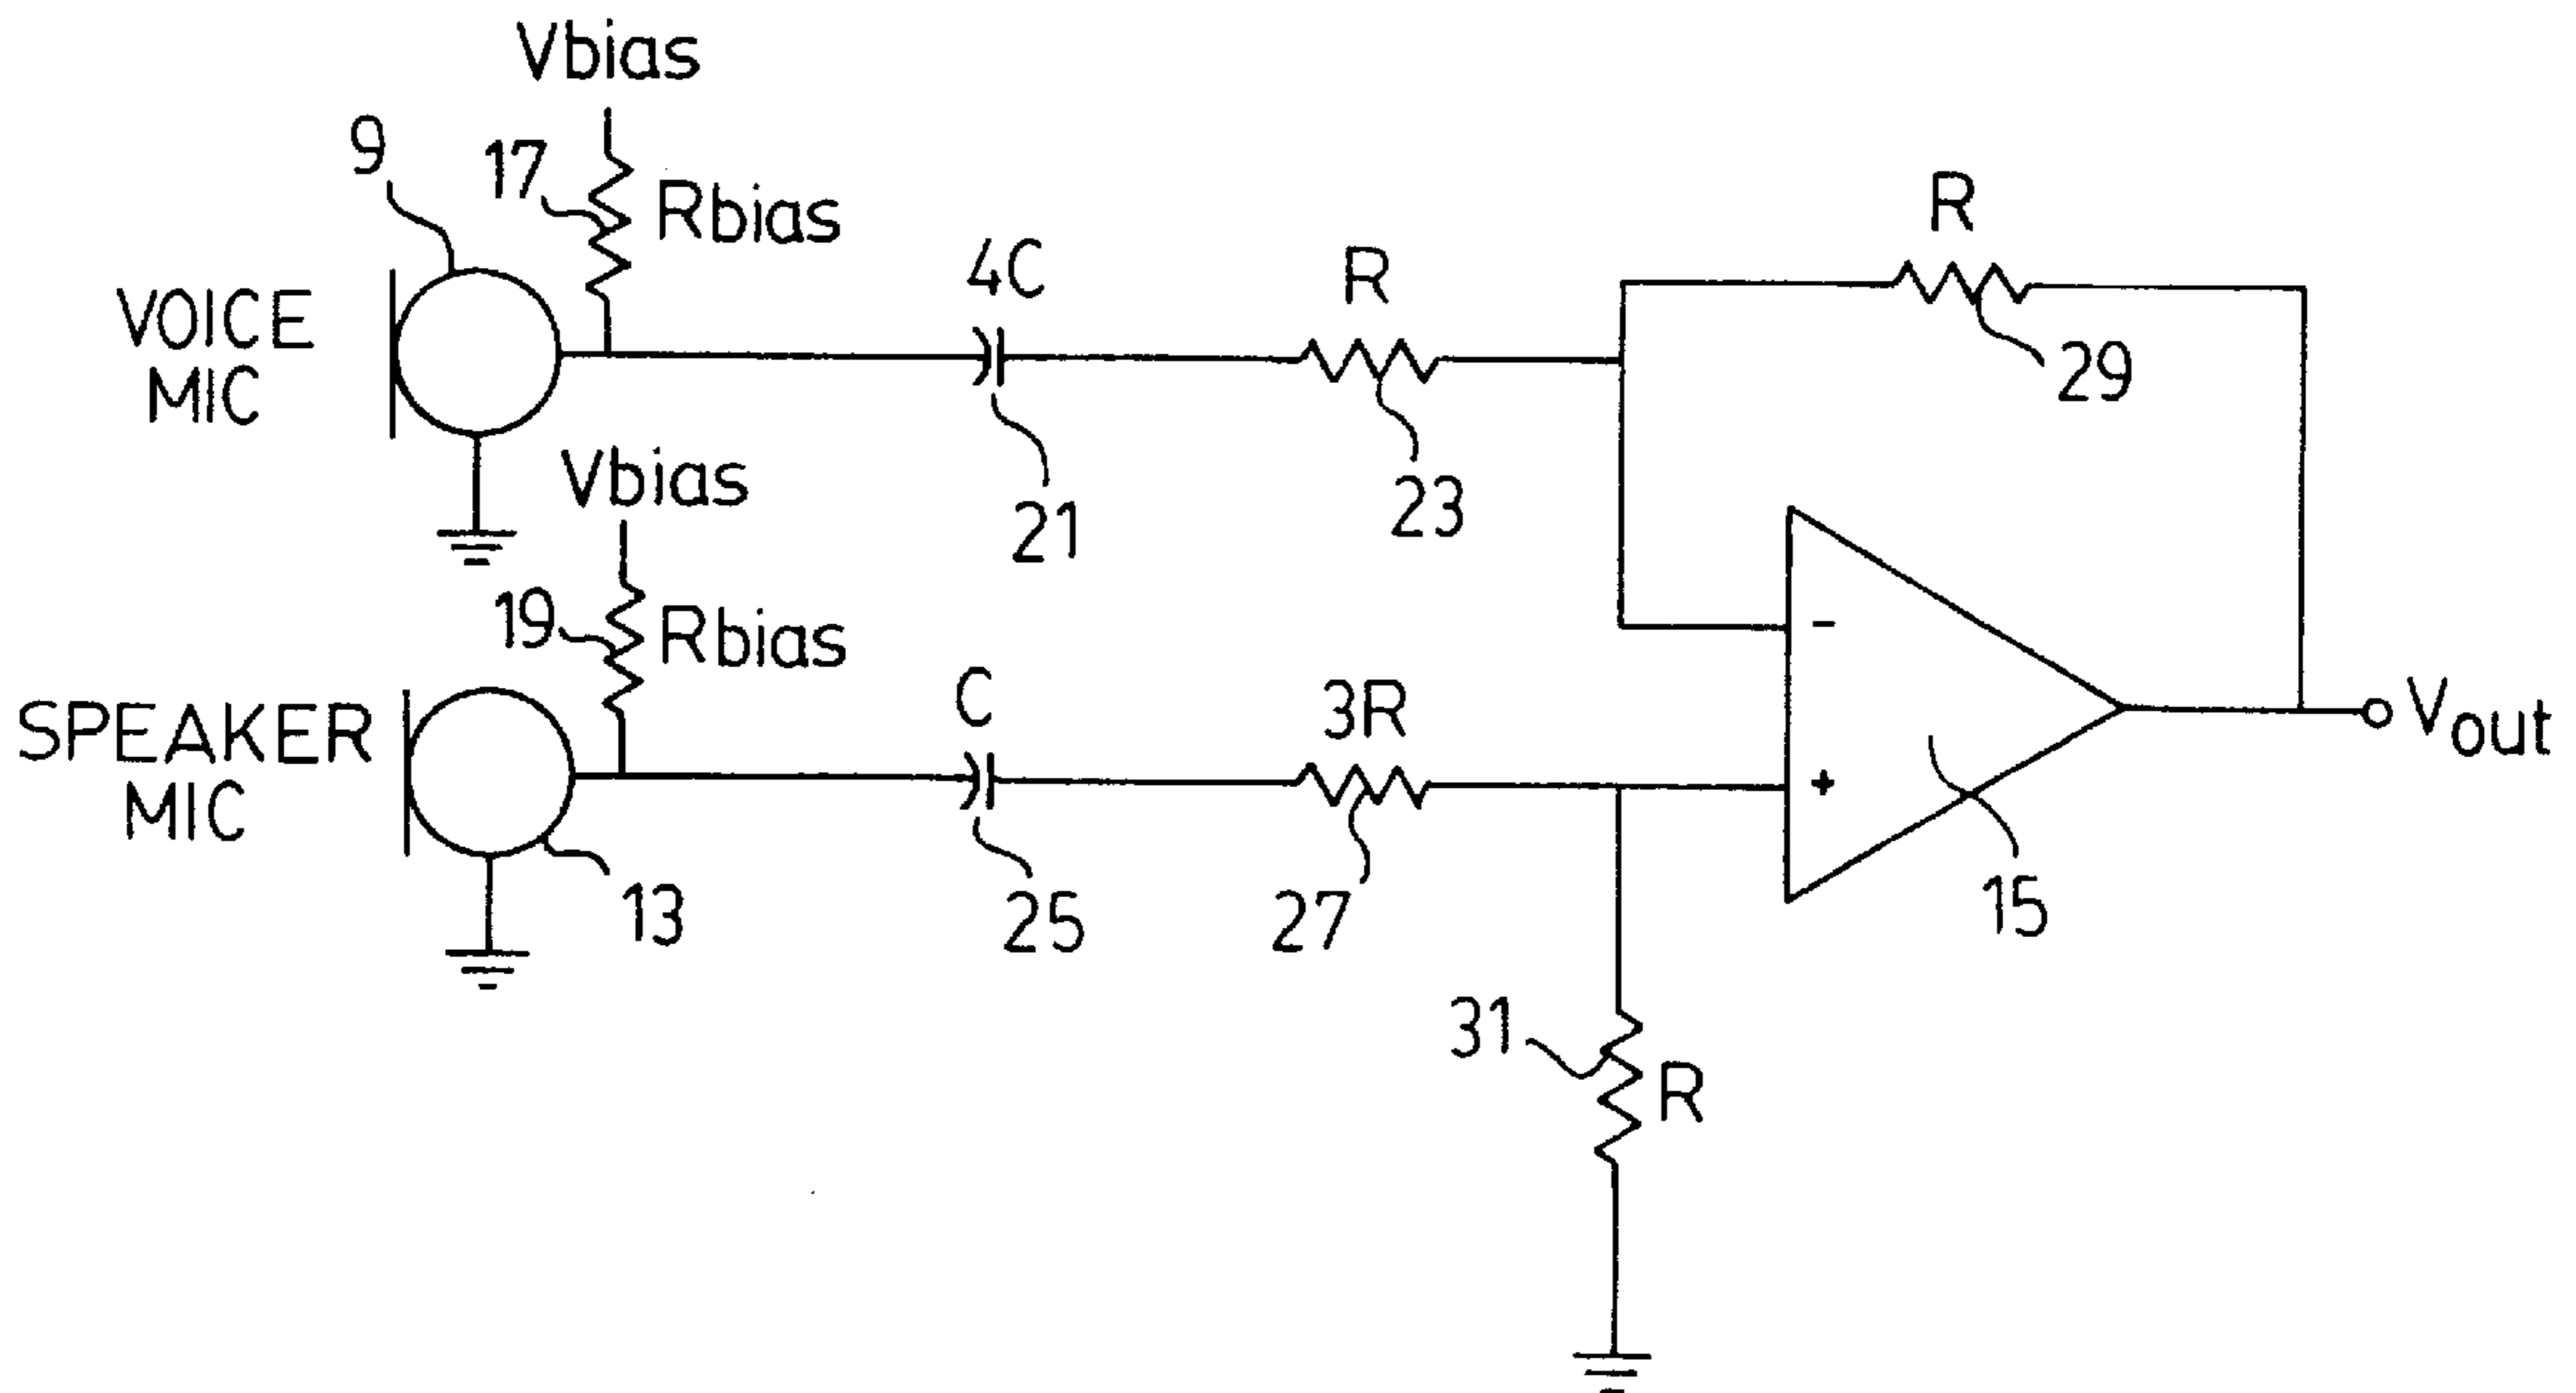 Vbias
9
17
Rbias
VOICE
MIC
4C
R
R
21
23
29
Vbias
19
Rbias
SPEAKER
MIC
C
3R
-
+
Vout
13
25
27
15
31
R